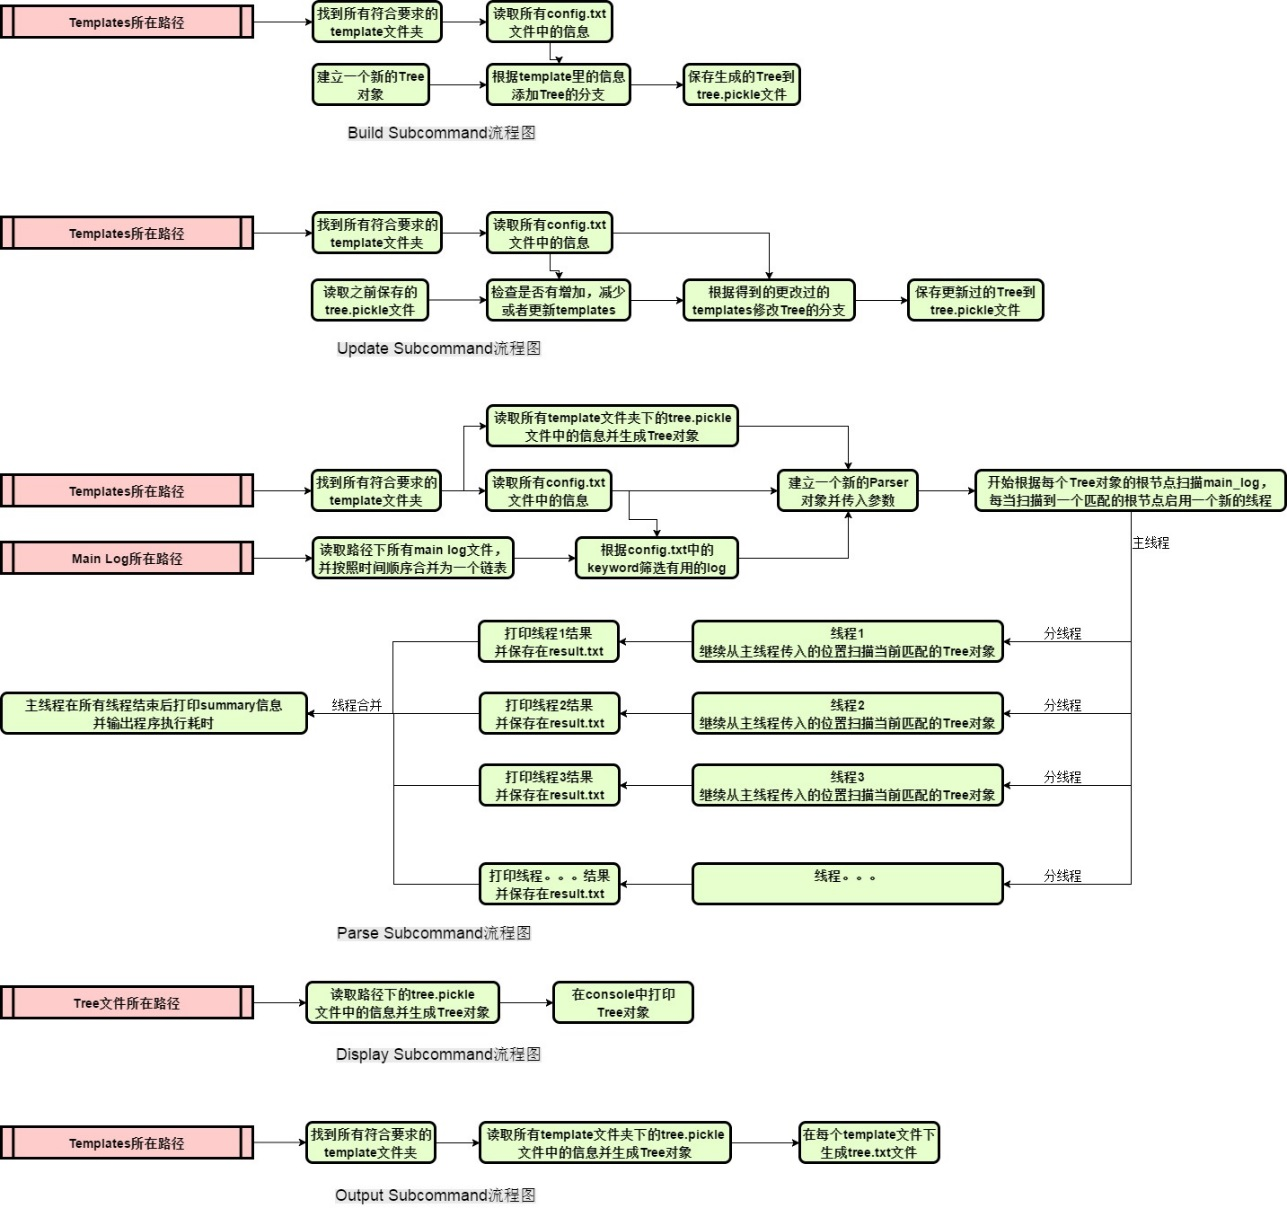 Templates所在路径
找到所有符合要求的
template文件夹
读取所有config.txt
文件中的信息
建立一个新的Tree
对象
根据template里的信息
添加Tree的分支
保存生成的Tree到
tree.pickle文件
Build Subcommand流程图
Templates所在路径
找到所有符合要求的
template文件夹
读取所有config.txt
文件中的信息
读取之前保存的
tree.pickle文件
检查是否有增加，减少
或者更新templates
根据得到的更改过的
templates修改Tree的分支
保存更新过的Tree到
tree.pickle文件
Update Subcommand流程图
读取所有template文件夹下的tree.pickle
文件中的信息并生成Tree对象
Templates所在路径
找到所有符合要求的
template文件夹
读取所有config.txt
文件中的信息
建立一个新的Parser
对象并传入参数
开始根据每个Tree对象的根节点扫描main_log，
每当扫描到一个匹配的根节点启用一个新的线程
Main Log所在路径
读取路径下所有main log文件，
并按照时间顺序合并为一个链表
根据config.txt中的
keyword筛选有用的log
主线程
打印线程1结果
并保存在result.txt
线程1
继续从主线程传入的位置扫描当前匹配的Tree对象
分线程
主线程在所有线程结束后打印summary信息
并输出程序执行耗时
线程合并
打印线程2结果
并保存在result.txt
线程2
继续从主线程传入的位置扫描当前匹配的Tree对象
分线程
打印线程3结果
并保存在result.txt
线程3
继续从主线程传入的位置扫描当前匹配的Tree对象
分线程
打印线程。。。结果
并保存在result.txt
线程。。。
分线程
Parse Subcommand流程图
Tree文件所在路径
读取路径下的tree.pickle
文件中的信息并生成Tree对象
在console中打印
Tree对象
Display Subcommand流程图
Templates所在路径
找到所有符合要求的
template文件夹
读取所有template文件夹下的tree.pickle
文件中的信息并生成Tree对象
在每个template文件下
生成tree.txt文件
Output Subcommand流程图